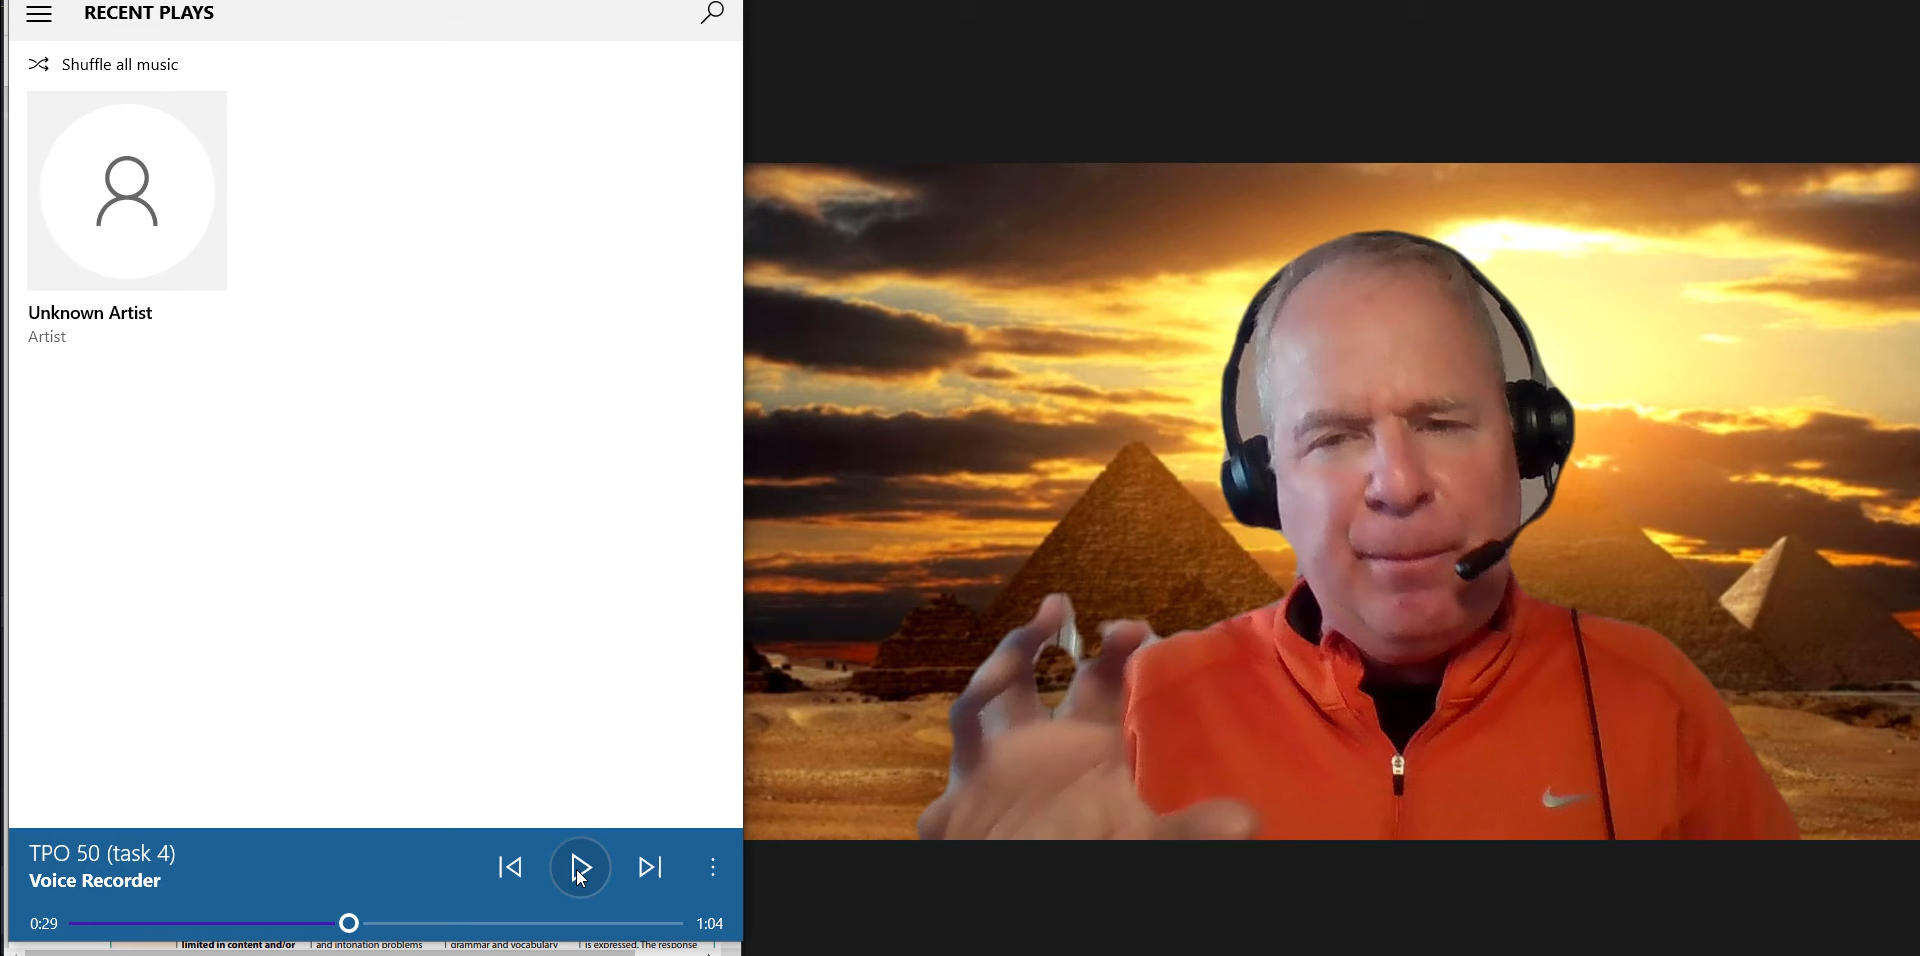 RECENT PLAYS
Shuffle all music
Unknown Artist
Artist
TPO 50 (task 4)
Voice Recorder
0:29
1:04
limited in content and/or
and intonation problems
grammar and vocabulary
is expressed. The response